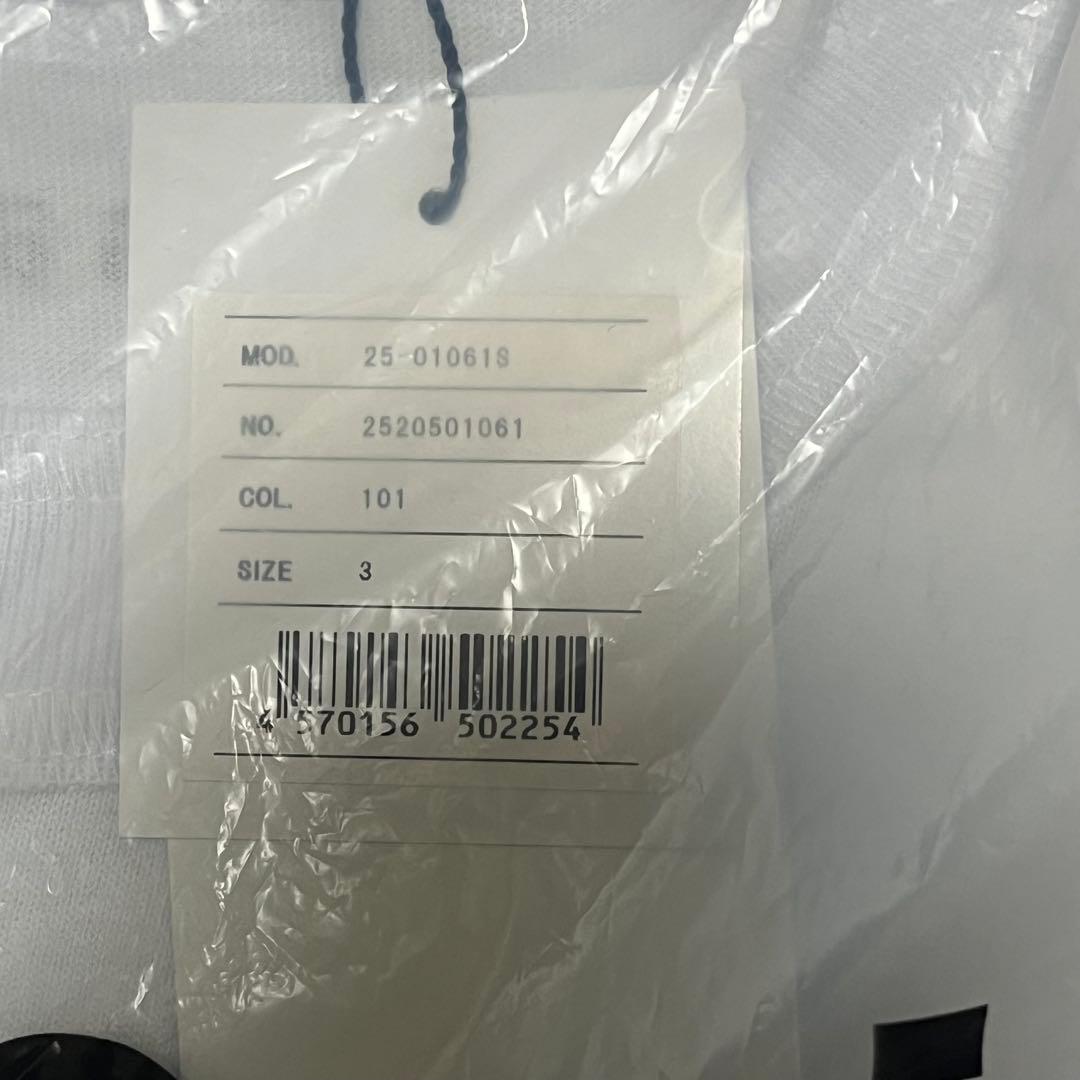 MOD. 25-01061S
NO. 2520501061
COL. 101
SIZE 3
4 570156 502254